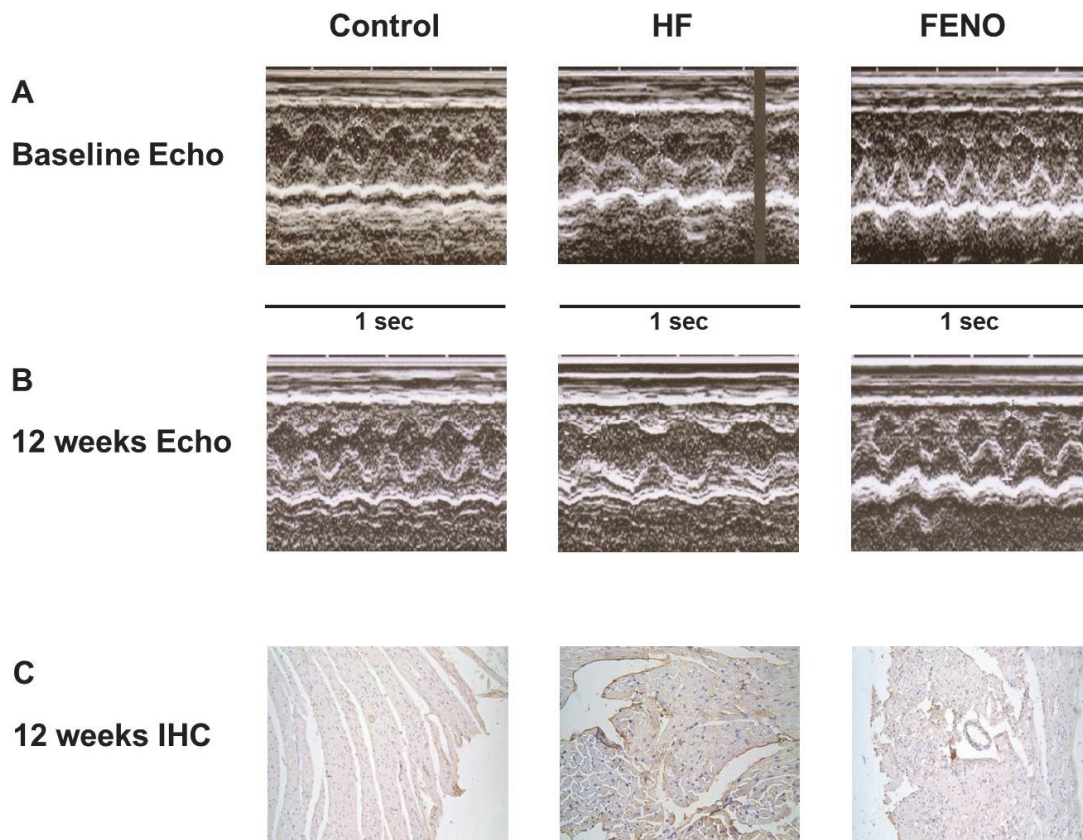 Control HF FENO
A
Baseline Echo
1 sec 1 sec 1 sec
B
12 weeks Echo
C
12 weeks IHC